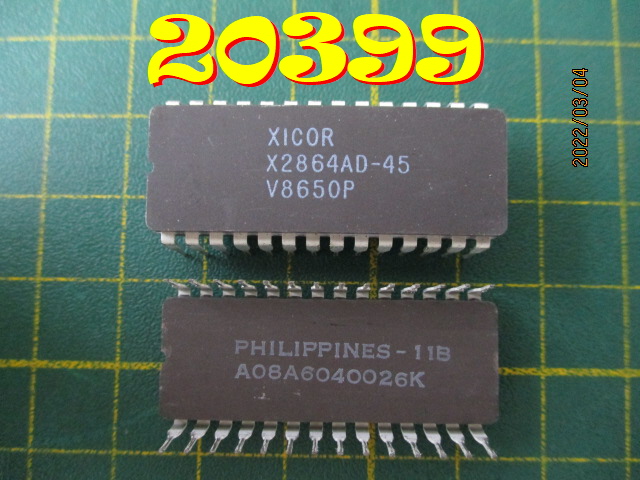 20399
2022/03/04
XICOR
X2864AD-45
V8650P
PHILIPPINES-11B
A08A6040026K